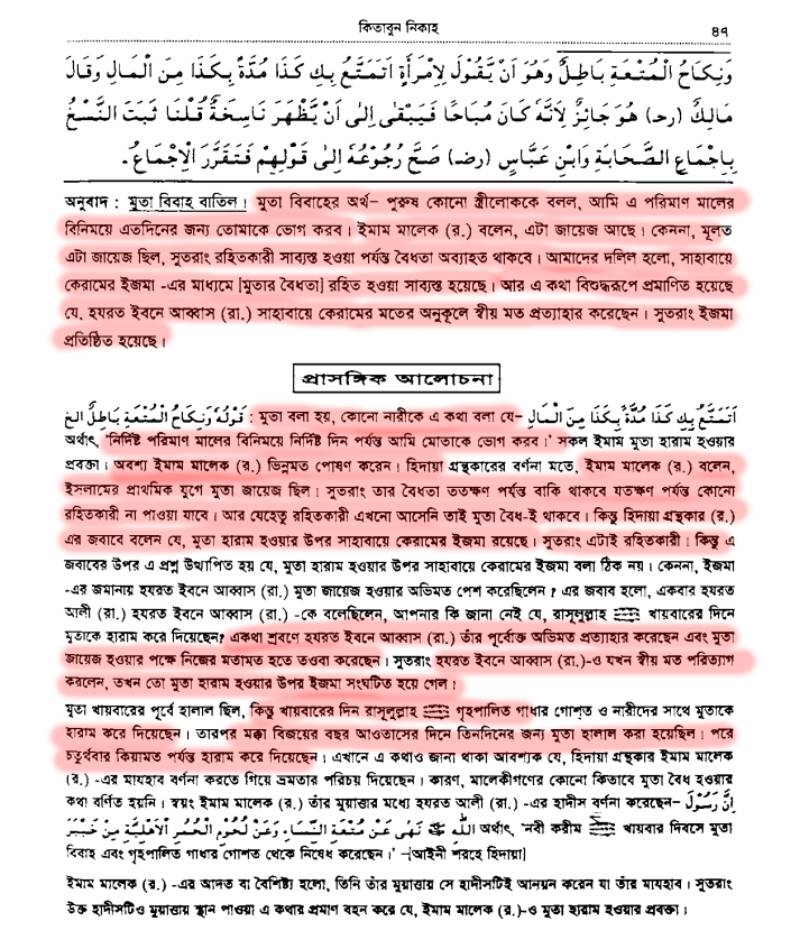 কিতাবুন নিকাহ
৪৭
وَنِكَاحُ الْمُتْعَةِ بَاطِلٌ وَهُوَ اَنْ يَّقُوْلَ لِاِمْرَأَةٍ اَتَمَتَّعُ بِكِ كَذَا مُدَّةً بِكَذَا مِنَ الْمَالِ وَقَالَ
مَالِكٌ (رح) هُوَ جَائِزٌ لِاَنَّهٗ كَانَ مُبَاحًا فَيَبْقٰى اِلٰى اَنْ يَّظْهَرَ نَاسِخُهٗ قُلْنَا ثَبَتَ النَّسْخُ
بِاِجْمَاعِ الصَّحَابَةِ وَابْنِ عَبَّاسٍ (رض) صَحَّ رُجُوْعُهٗ اِلٰى قَوْلِهِمْ فَتَقَرَّرَ الْاِجْمَاعُ.
অনুবাদ : মুতা বিবাহ বাতিল। মুতা বিবাহের অর্থ– পুরুষ কোনো স্ত্রীলোককে বলল, আমি এ পরিমাণ মালের
বিনিময়ে এতদিনের জন্য তোমাকে ভোগ করব। ইমাম মালেক (র.) বলেন, এটা জায়েজ আছে। কেননা, মূলত
এটা জায়েজ ছিল, সুতরাং রহিতকারী সাব্যস্ত হওয়া পর্যন্ত বৈধতা অব্যাহত থাকবে। আমাদের দলিল হলো, সাহাবায়ে
কেরামের ইজমা -এর মাধ্যমে [মুতার বৈধতা] রহিত হওয়া সাব্যস্ত হয়েছে। আর এ কথা বিশুদ্ধরূপে প্রমাণিত হয়েছে
যে, হযরত ইবনে আব্বাস (রা.) সাহাবায়ে কেরামের মতের অনুকূলে স্বীয় মত প্রত্যাহার করেছেন। সুতরাং ইজমা
প্রতিষ্ঠিত হয়েছে।
প্রাসঙ্গিক আলোচনা
قَوْلُهٗ وَنِكَاحُ الْمُتْعَةِ بَاطِلٌ الخ : মুতা বলা হয়, কোনো নারীকে এ কথা বলা যে– اَتَمَتَّعُ بِكِ كَذَا مُدَّةً بِكَذَا مِنَ الْمَالِ
অর্থাৎ, 'নির্দিষ্ট পরিমাণ মালের বিনিময়ে নির্দিষ্ট দিন পর্যন্ত আমি মোতাকে ভোগ করব।' সকল ইমাম মুতা হারাম হওয়ার
প্রবক্তা। অবশ্য ইমাম মালেক (র.) ভিন্নমত পোষণ করেন। হিদায়া গ্রন্থকারের বর্ণনা মতে, ইমাম মালেক (র.) বলেন,
ইসলামের প্রাথমিক যুগে মুতা জায়েজ ছিল। সুতরাং তার বৈধতা ততক্ষণ পর্যন্ত বাকি থাকবে যতক্ষণ পর্যন্ত কোনো
রহিতকারী না পাওয়া যাবে। আর যেহেতু রহিতকারী এখনো আসেনি তাই মুতা বৈধ-ই থাকবে। কিন্তু হিদায়া গ্রন্থকার (র.)
এর জবাবে বলেন যে, মুতা হারাম হওয়ার উপর সাহাবায়ে কেরামের ইজমা রয়েছে। সুতরাং এটাই রহিতকারী। কিন্তু এ
জবাবের উপর এ প্রশ্ন উত্থাপিত হয় যে, মুতা হারাম হওয়ার উপর সাহাবায়ে কেরামের ইজমা বলা ঠিক নয়। কেননা, ইজমা
-এর জমানায় হযরত ইবনে আব্বাস (রা.) মুতা জায়েজ হওয়ার অভিমত পেশ করেছিলেন? এর জবাব হলো, একবার হযরত
আলী (রা.) হযরত ইবনে আব্বাস (রা.) -কে বলেছিলেন, আপনার কি জানা নেই যে, রাসূলুল্লাহ ﷺ খায়বারের দিনে
মুতাকে হারাম করে দিয়েছেন? একথা শ্রবণে হযরত ইবনে আব্বাস (রা.) তাঁর পূর্বোক্ত অভিমত প্রত্যাহার করেছেন এবং মুতা
জায়েজ হওয়ার পক্ষে নিজের মতামত হতে তওবা করেছেন। সুতরাং হযরত ইবনে আব্বাস (রা.)-ও যখন স্বীয় মত পরিত্যাগ
করলেন, তখন তো মুতা হারাম হওয়ার উপর ইজমা সংঘটিত হয়ে গেল।
মুতা খায়বারের পূর্বে হালাল ছিল, কিন্তু খায়বারের দিন রাসূলুল্লাহ ﷺ গৃহপালিত গাধার গোশত ও নারীদের সাথে মুতাকে
হারাম করে দিয়েছেন। তারপর মক্কা বিজয়ের বছর আওতাসের দিনে তিনদিনের জন্য মুতা হালাল করা হয়েছিল। পরে
চতুর্থবার কিয়ামত পর্যন্ত হারাম করে দিয়েছেন। এখানে এ কথাও জানা থাকা আবশ্যক যে, হিদায়া গ্রন্থকার ইমাম মালেক
(র.) -এর মাযহাব বর্ণনা করতে গিয়ে ভ্রমতার পরিচয় দিয়েছেন। কারণ, মালেকীগণের কোনো কিতাবে মুতা বৈধ হওয়ার
কথা বর্ণিত হয়নি। স্বয়ং ইমাম মালেক (র.) তাঁর মুয়াত্তার মধ্যে হযরত আলী (রা.) -এর হাদীস বর্ণনা করেছেন– اِنَّ رَسُوْلَ
اللّٰهِ ﷺ نَهٰى عَنْ مُتْعَةِ النِّسَاءِ وَعَنْ لُحُوْمِ الْحُمُرِ الْاَهْلِيَّةِ مِنْ خَيْبَرَ অর্থাৎ, 'নবী করীম ﷺ খায়বার দিবসে মুতা
বিবাহ এবং গৃহপালিত গাধার গোশত থেকে নিষেধ করেছেন।' –[আইনী শরহে হিদায়া]
ইমাম মালেক (র.) -এর আদত বা বৈশিষ্ট্য হলো, তিনি তাঁর মুয়াত্তায় সে হাদীসটিই আনয়ন করেন যা তাঁর মাযহাব। সুতরাং
উক্ত হাদীসটিও মুয়াত্তায় স্থান পাওয়া এ কথার প্রমাণ বহন করে যে, ইমাম মালেক (র.)-ও মুতা হারাম হওয়ার প্রবক্তা।